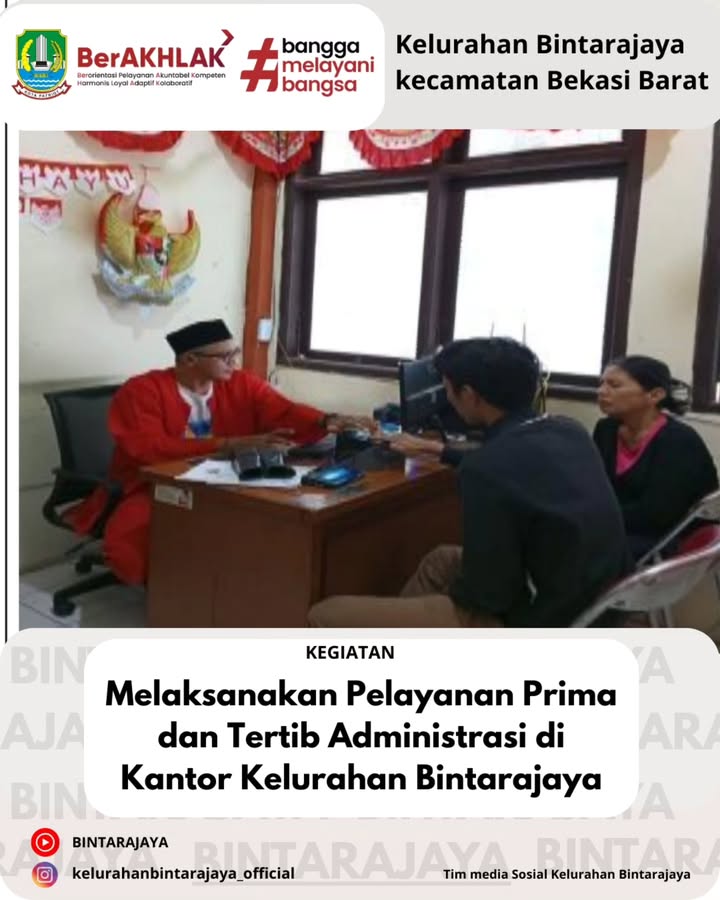 BerAKHLAK
Berorientasi Pelayanan Akuntabel Kompeten
Harmonis Loyal Adaptif Kolaboratif
#bangga
melayani
bangsa
Kelurahan Bintarajaya
kecamatan Bekasi Barat
HAYU
KEGIATAN
Melaksanakan Pelayanan Prima
dan Tertib Administrasi di
Kantor Kelurahan Bintarajaya
BINTARAJAYA
kelurahanbintarajaya_official
Tim media Sosial Kelurahan Bintarajaya